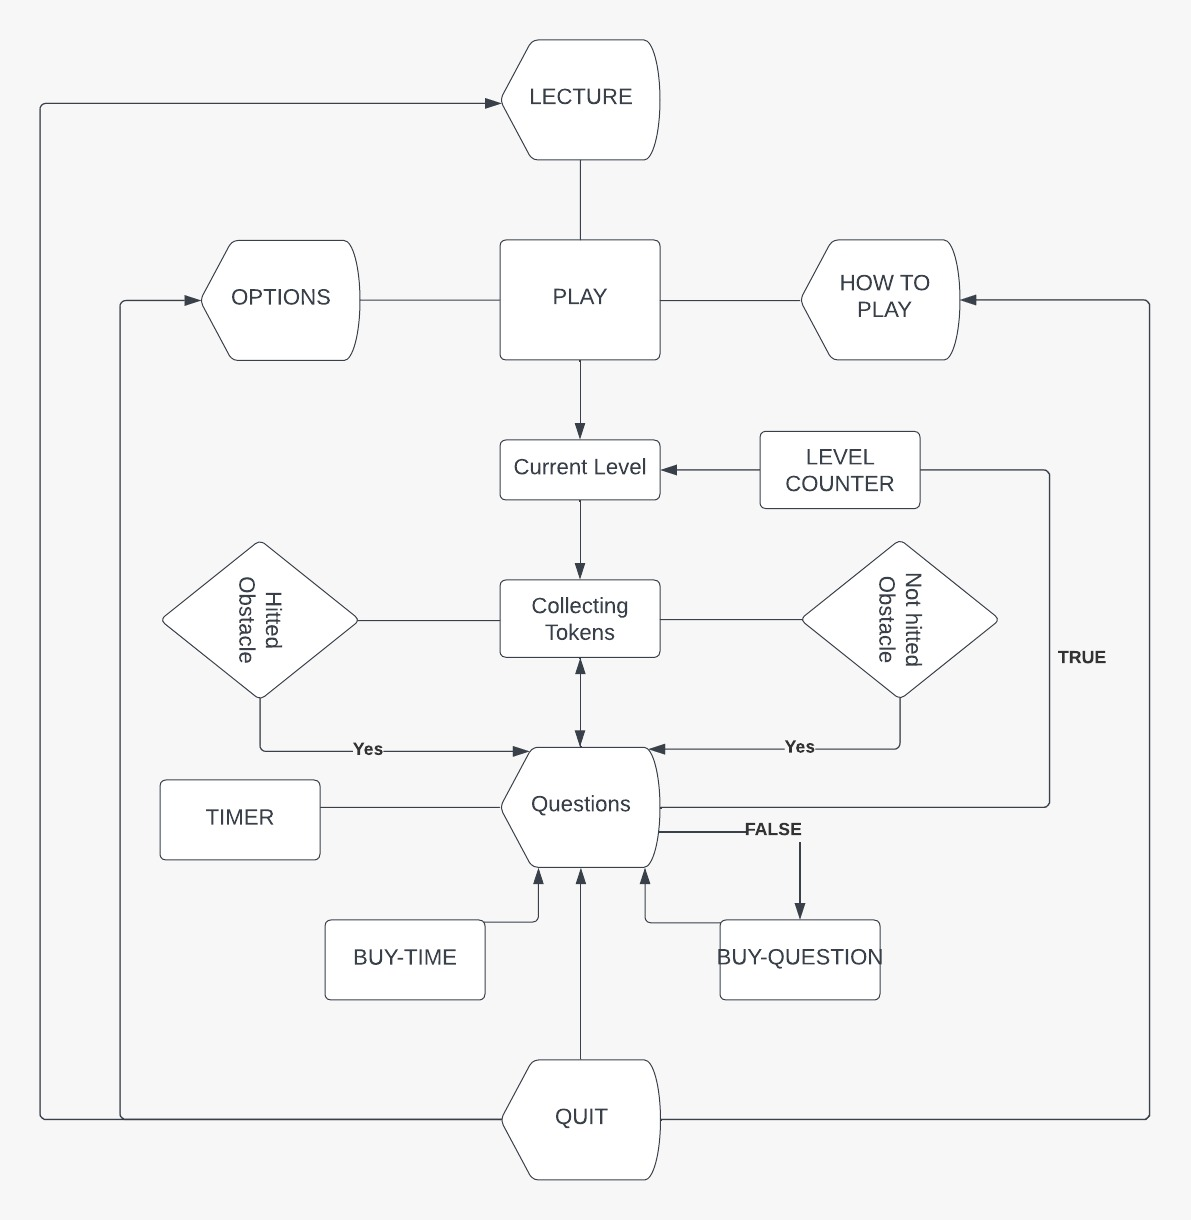 LECTURE
OPTIONS
PLAY
HOW TO
PLAY
Current Level
LEVEL
COUNTER
Hitted
Obstacle
Collecting
Tokens
Not hitted
Obstacle
TRUE
Yes
Yes
TIMER
Questions
FALSE
BUY-TIME
BUY-QUESTION
QUIT